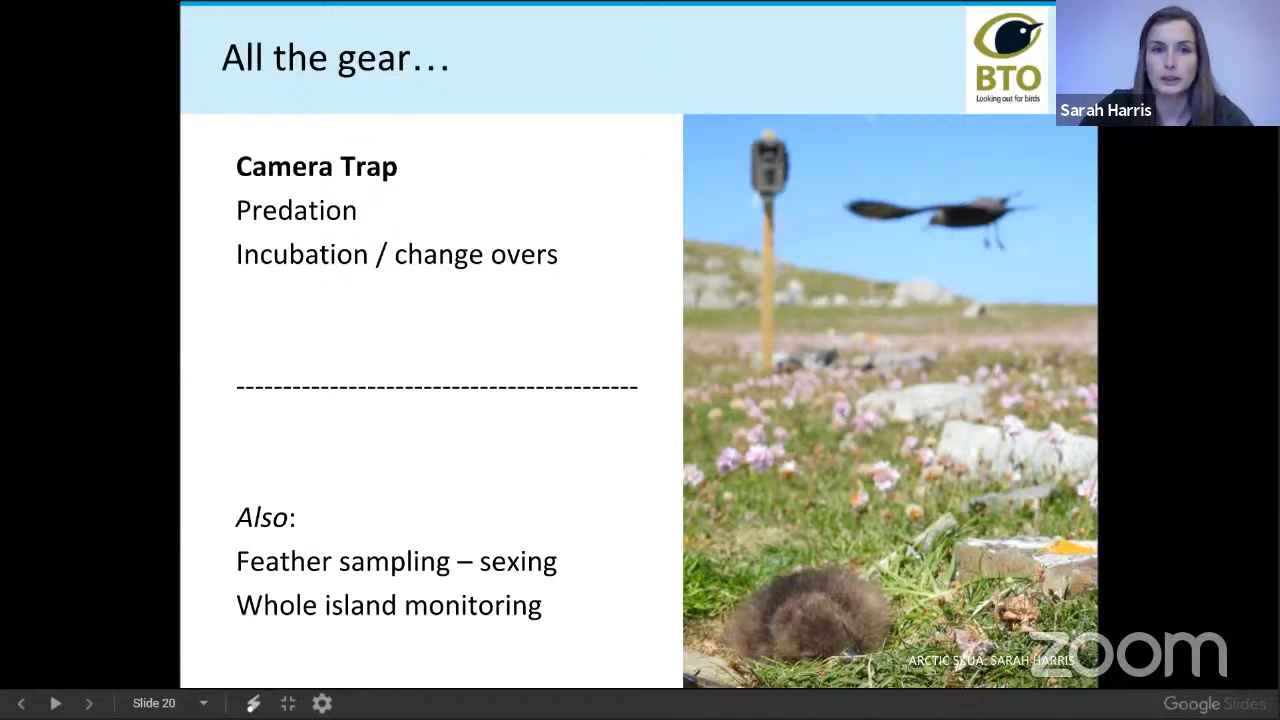 All the gear...
BTO
Looking out for birds
Sarah Harris
Camera Trap
Predation
Incubation / change overs
-------------------------------------------
Also:
Feather sampling – sexing
Whole island monitoring
ARCTIC SKUA: SARAH HARRIS
zoom
Slide 20
Google Slides